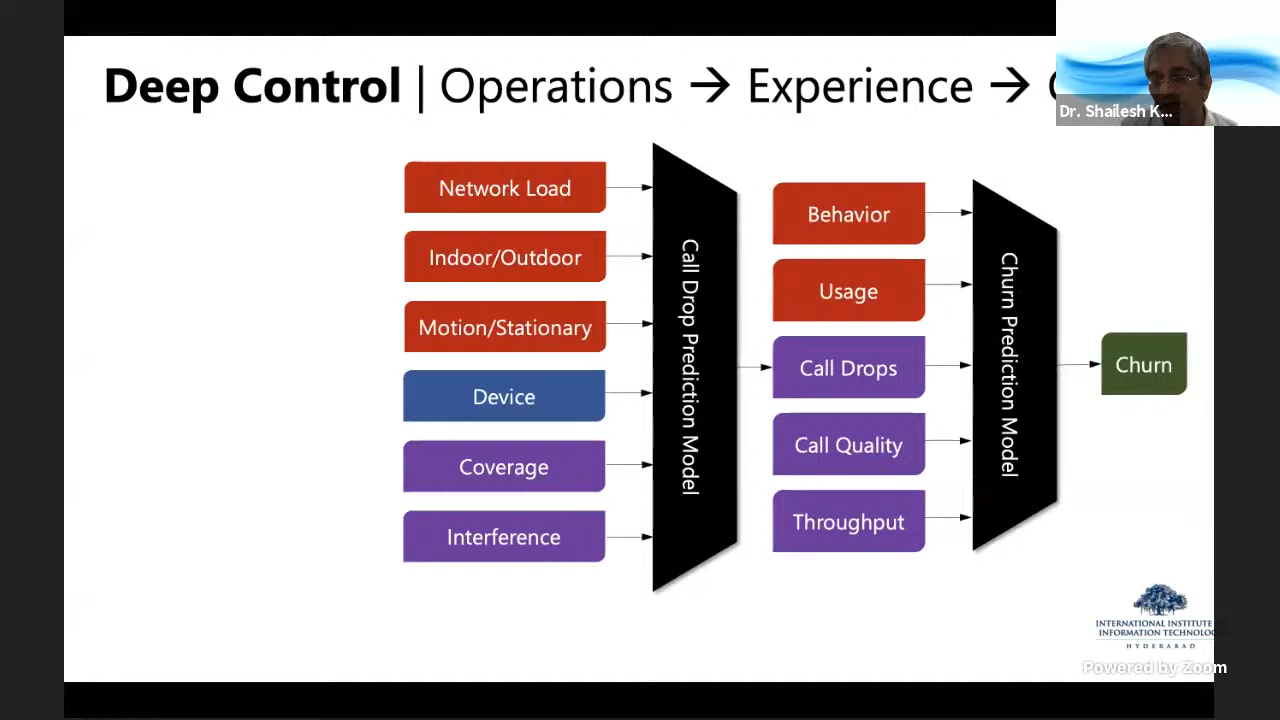 Deep Control | Operations → Experience →
Dr. Shailesh K...
Network Load
Indoor/Outdoor
Motion/Stationary
Device
Coverage
Interference
Call Drop Prediction Model
Behavior
Usage
Call Drops
Call Quality
Throughput
Churn Prediction Model
Churn
INTERNATIONAL INSTITUTE
INFORMATION TECHNOLO
HYDERABAD
Powered by Zoom